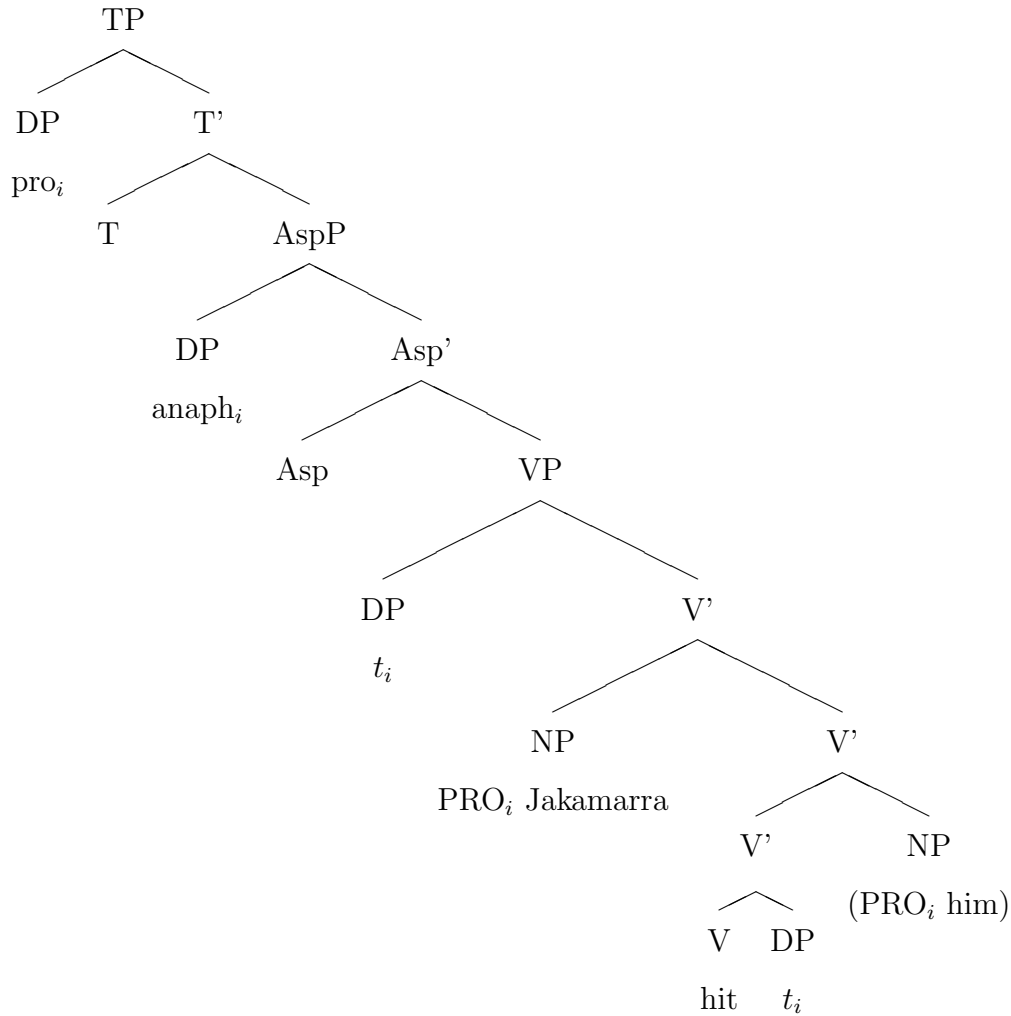 TP
DP T’
pro_i
T AspP
DP Asp’
anaph_i
Asp VP
DP V’
t_i
NP V’
PRO_i Jakamarra
V’ NP
(PRO_i him)
V DP
hit t_i